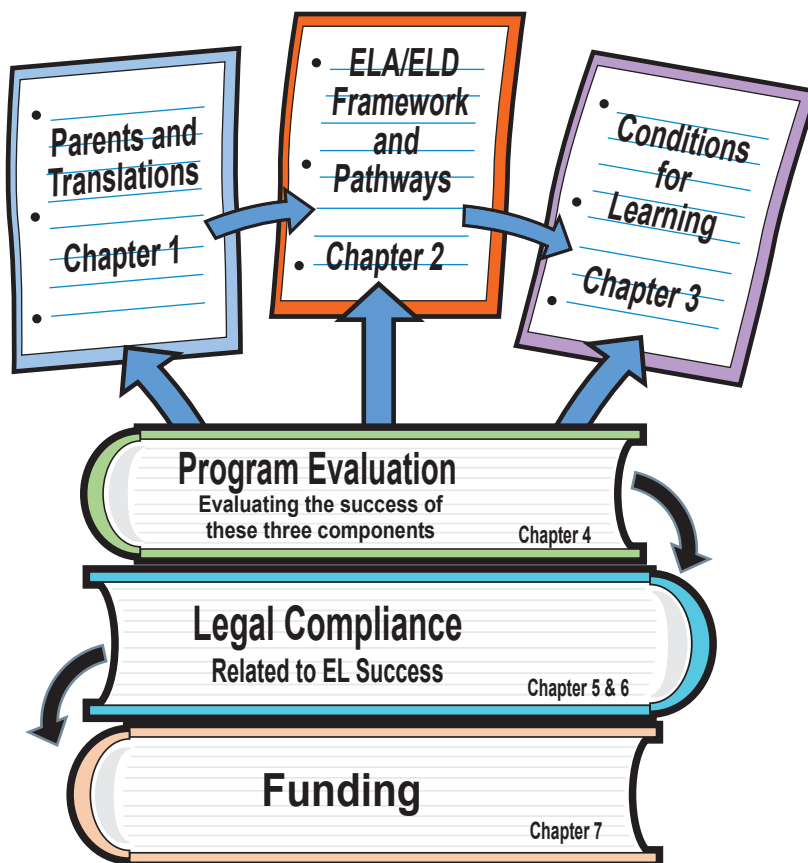 Parents and
Translations
Chapter 1
ELA/ELD
Framework
and
Pathways
Chapter 2
Conditions
for
Learning
Chapter 3
Program Evaluation
Evaluating the success of
these three components
Chapter 4
Legal Compliance
Related to EL Success
Chapter 5 & 6
Funding
Chapter 7